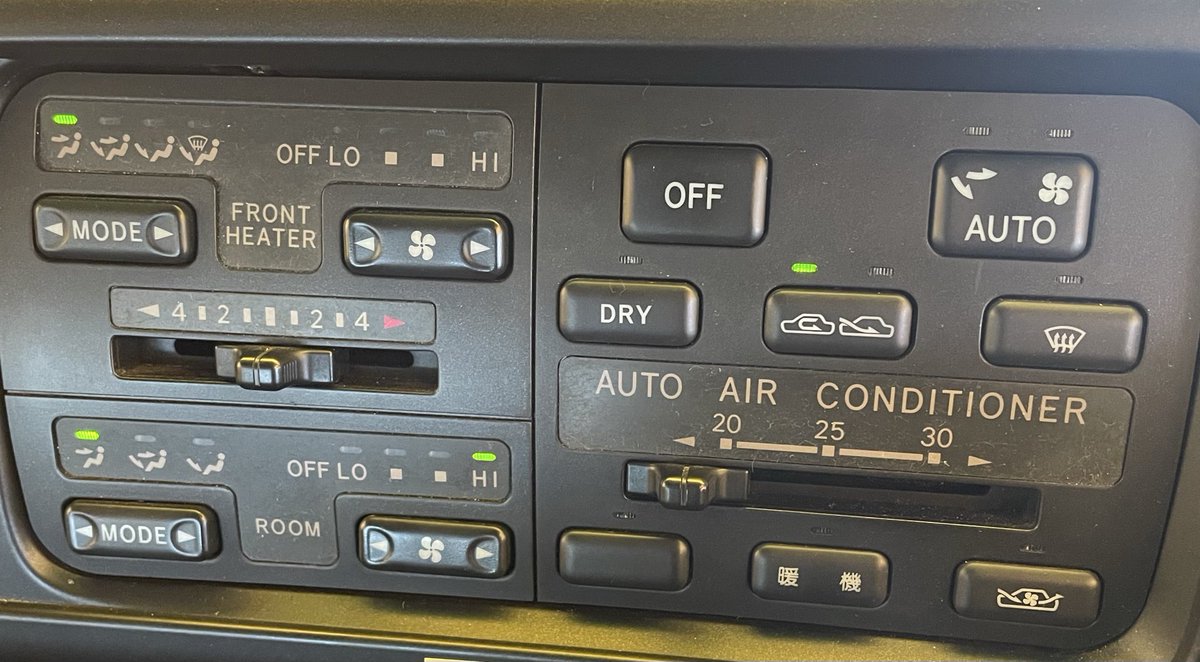 OFF LO HI
MODE
FRONT
HEATER
4 2 2 4
OFF LO HI
MODE
ROOM
OFF
AUTO
DRY
AUTO AIR CONDITIONER
20 25 30
暖 機